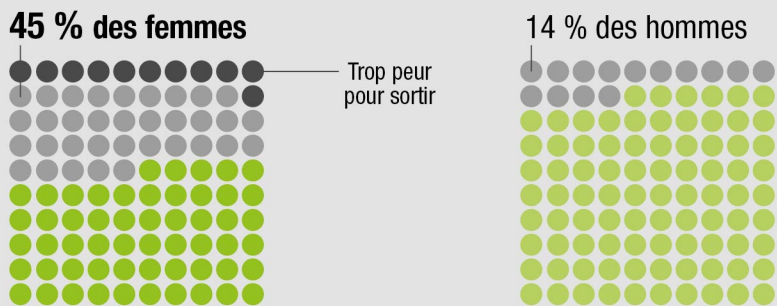 45 % des femmes
14 % des hommes
Trop peur
pour sortir